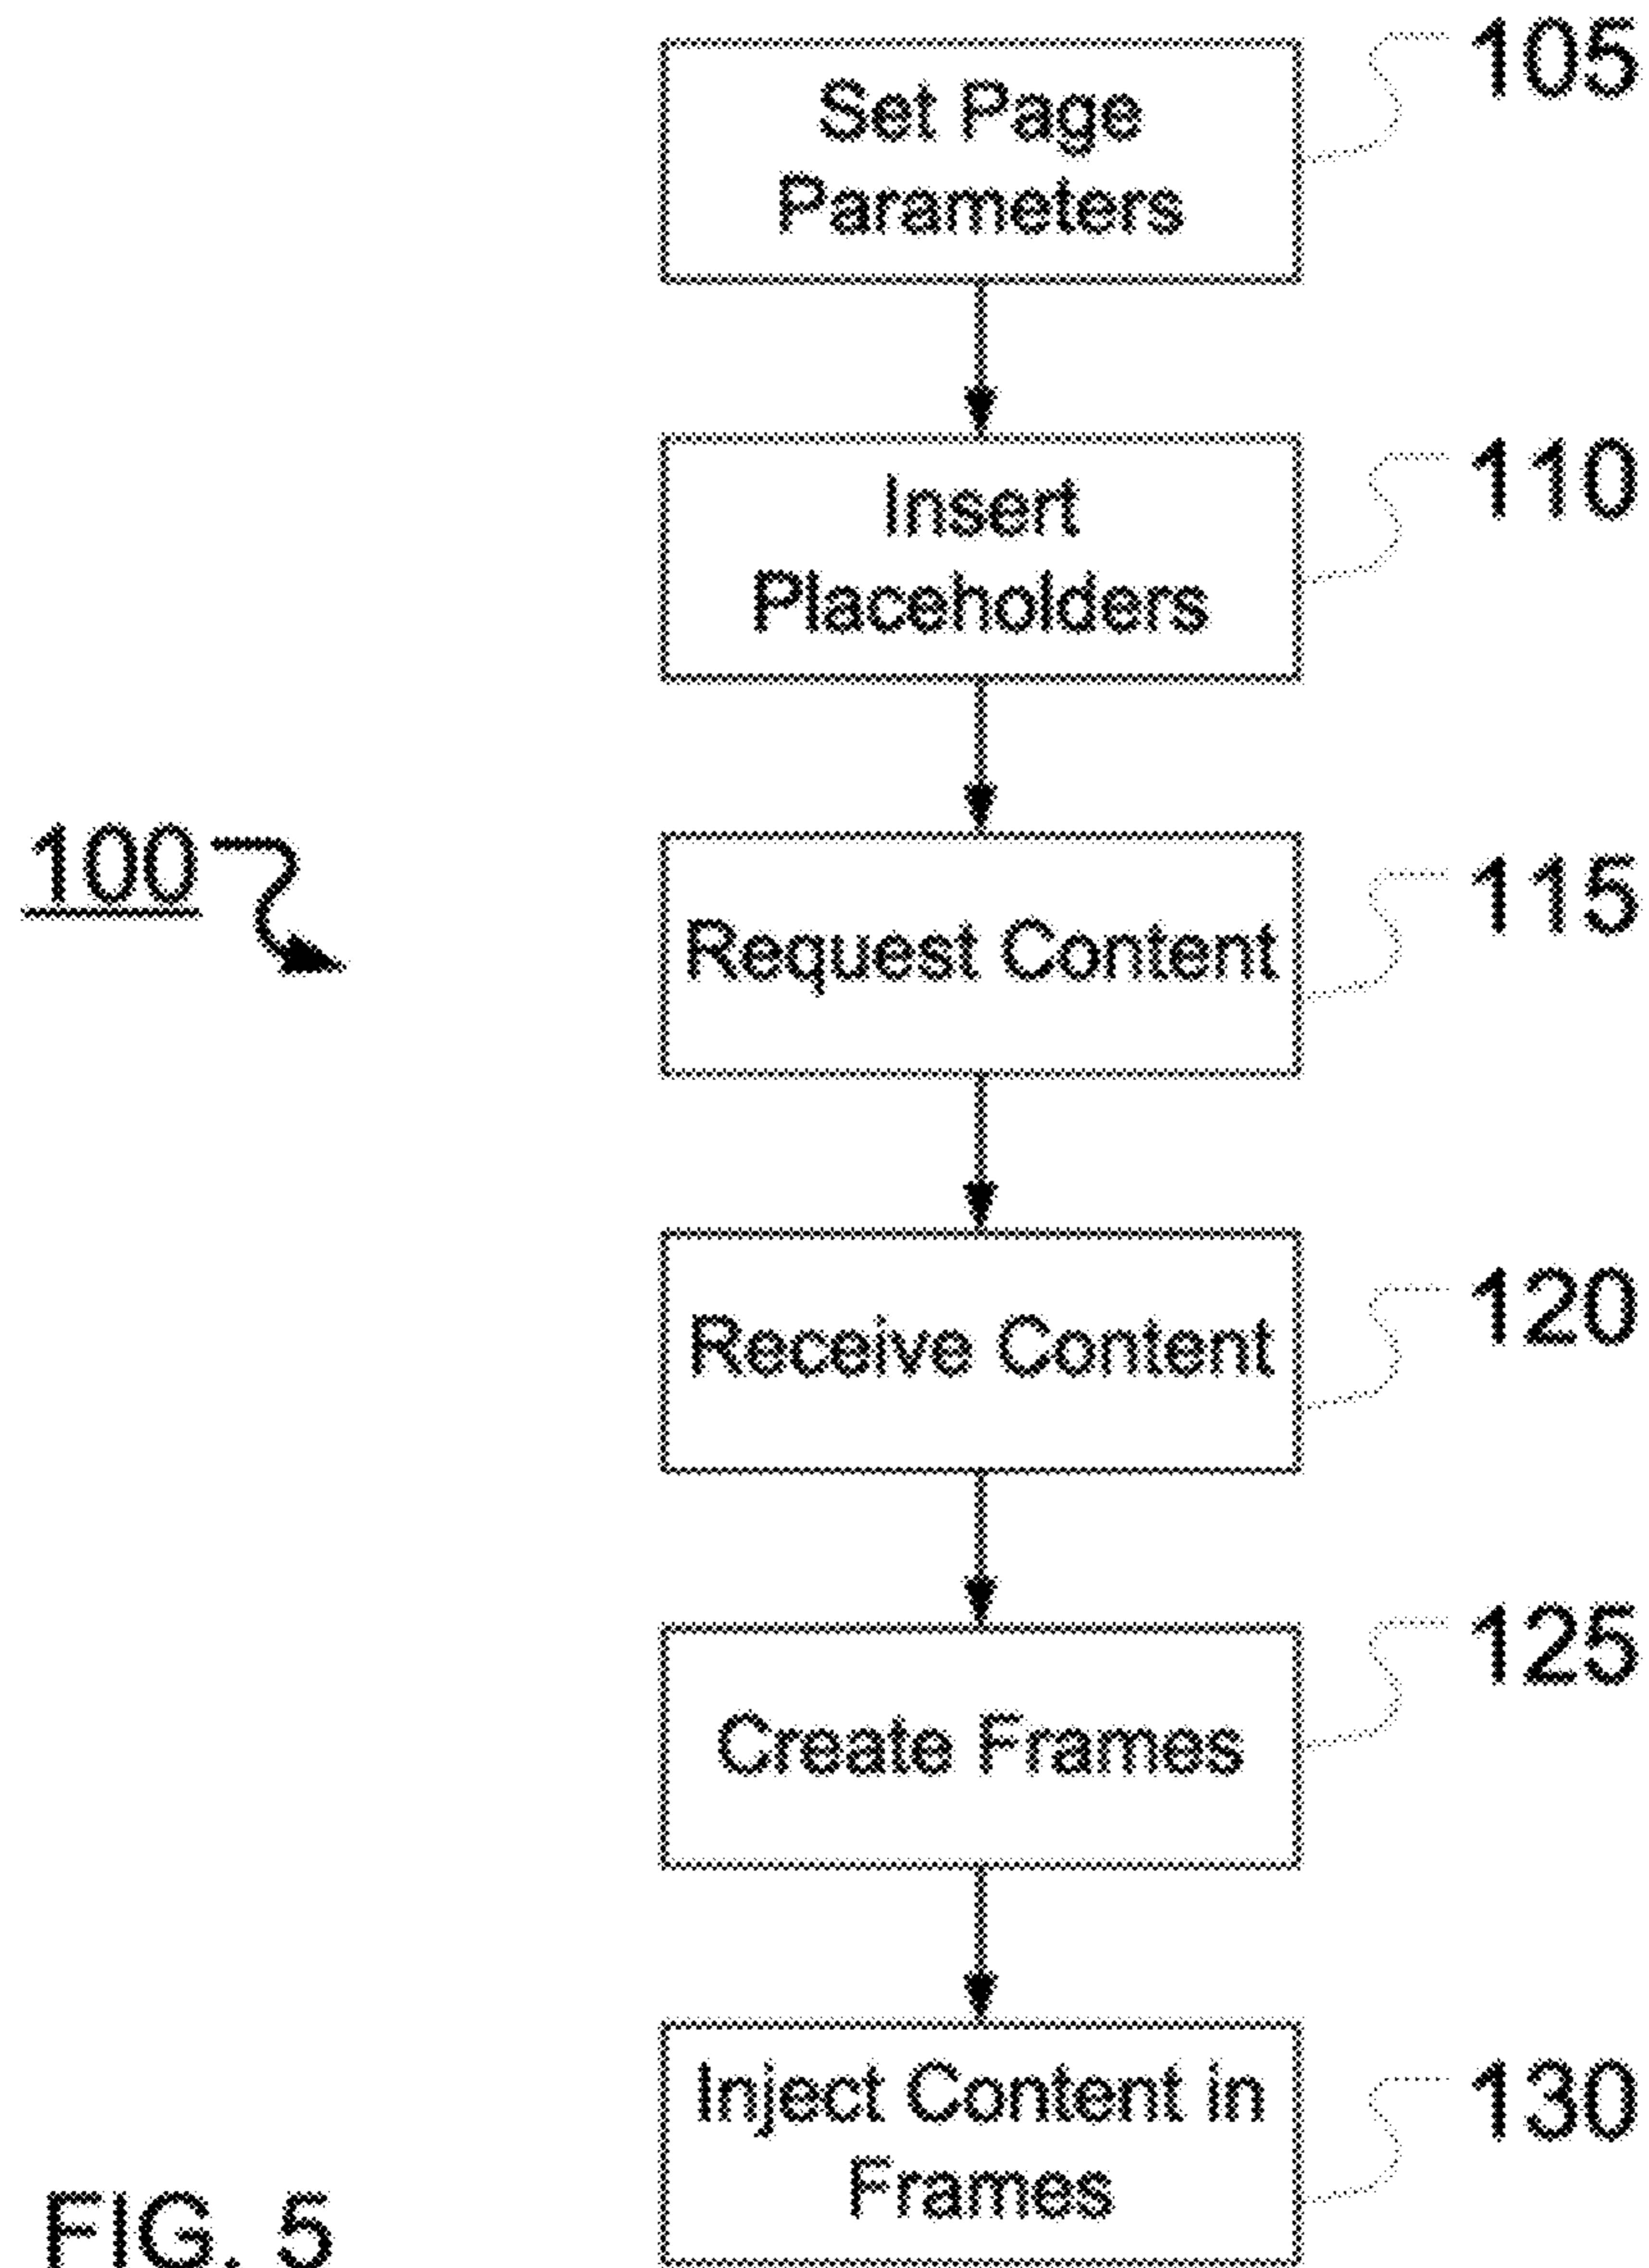 105
Set Page
Parameters
110
Insert
Placeholders
100
115
Request Content
120
Receive Content
125
Create Frames
130
Inject Content in
Frames
FIG. 5